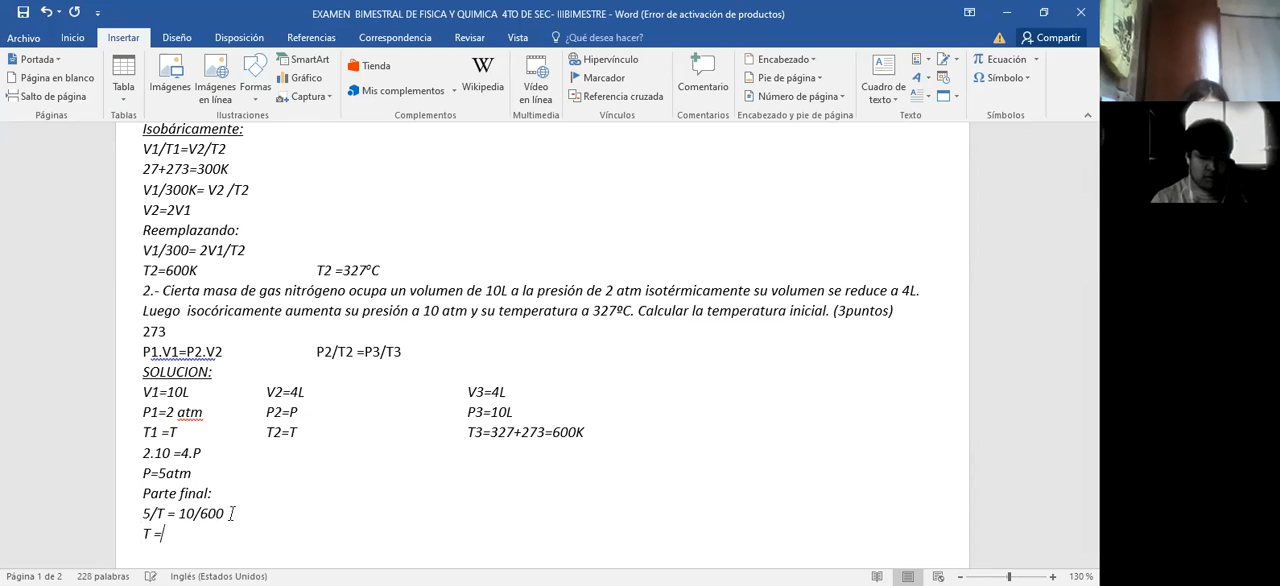 EXAMEN BIMESTRAL DE FISICA Y QUIMICA 4TO DE SEC- IIIBIMESTRE - Word (Error de activación de productos)
Archivo Inicio Insertar Diseño Disposición Referencias Correspondencia Revisar Vista ¿Qué desea hacer? Compartir
Portada
Página en blanco
Salto de página
Páginas
Tabla
Tablas
Imágenes
Imágenes en línea
Formas
SmartArt
Gráfico
Captura
Ilustraciones
Tienda
Mis complementos
W
Wikipedia
Complementos
Vídeo en línea
Multimedia
Hipervínculo
Marcador
Referencia cruzada
Vínculos
Comentario
Comentarios
Encabezado
Pie de página
Número de página
Encabezado y pie de página
Cuadro de texto
Texto
Ecuación
Símbolo
Símbolos
Isobáricamente:
V1/T1=V2/T2
27+273=300K
V1/300K= V2 /T2
V2=2V1
Reemplazando:
V1/300= 2V1/T2
T2=600K T2 =327ºC
2.- Cierta masa de gas nitrógeno ocupa un volumen de 10L a la presión de 2 atm isotérmicamente su volumen se reduce a 4L.
Luego isocóricamente aumenta su presión a 10 atm y su temperatura a 327ºC. Calcular la temperatura inicial. (3puntos)
273
P1.V1=P2.V2 P2/T2 =P3/T3
SOLUCION:
V1=10L V2=4L V3=4L
P1=2 atm P2=P P3=10L
T1 =T T2=T T3=327+273=600K
2.10 =4.P
P=5atm
Parte final:
5/T = 10/600
T =
Página 1 de 2 228 palabras Inglés (Estados Unidos) 130 %